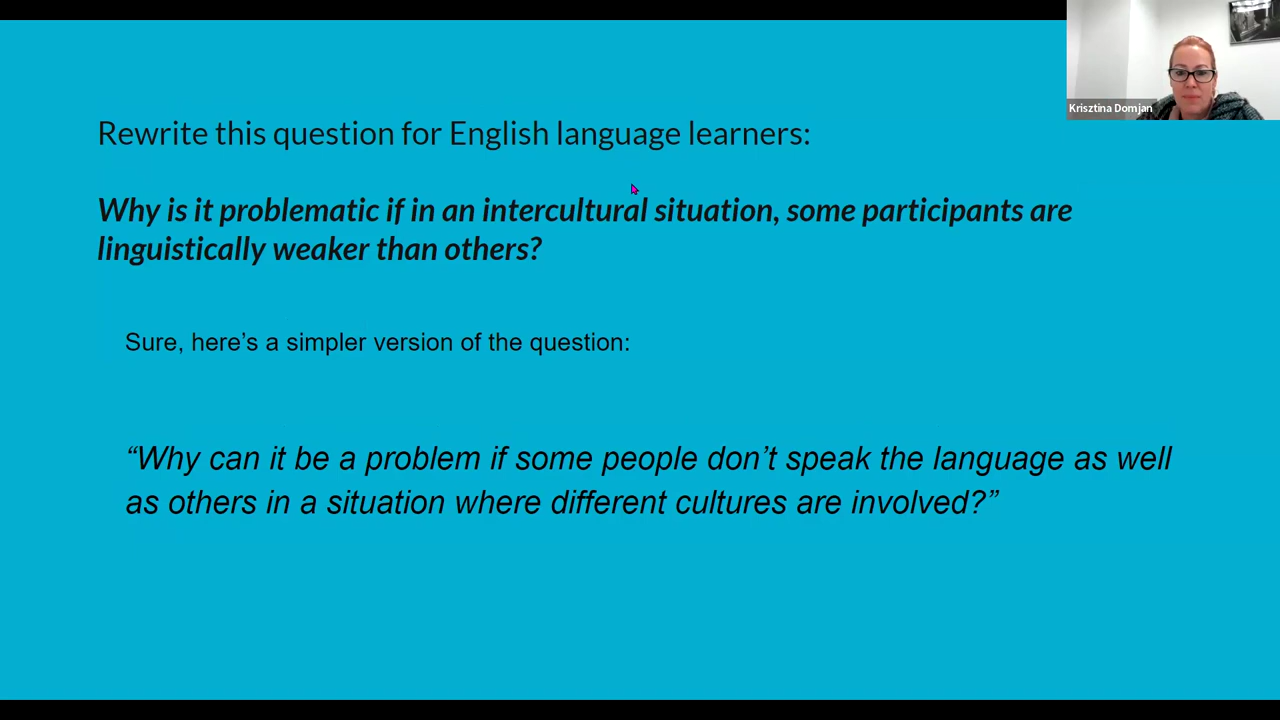 Krisztina Domjan
Rewrite this question for English language learners:
Why is it problematic if in an intercultural situation, some participants are
linguistically weaker than others?
Sure, here’s a simpler version of the question:
“Why can it be a problem if some people don’t speak the language as well
as others in a situation where different cultures are involved?”